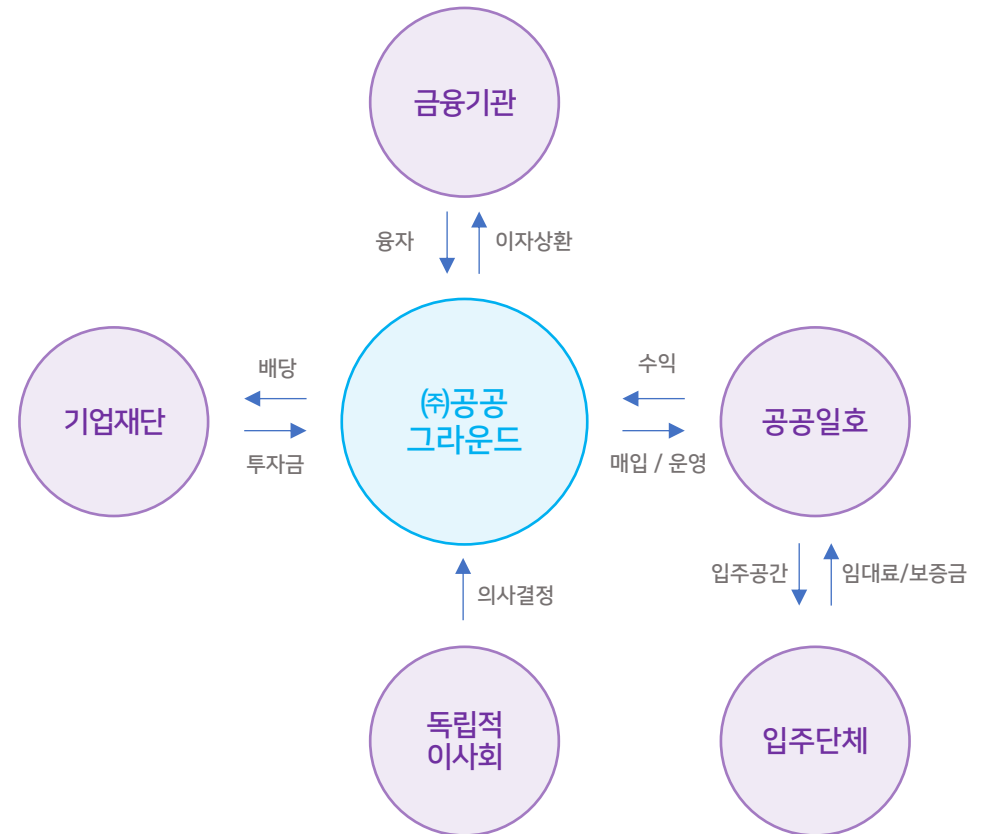 금융기관
융자
이자상환
기업재단
배당
투자금
㈜공공
그라운드
수익
매입 / 운영
공공일호
의사결정
입주공간
임대료/보증금
독립적
이사회
입주단체